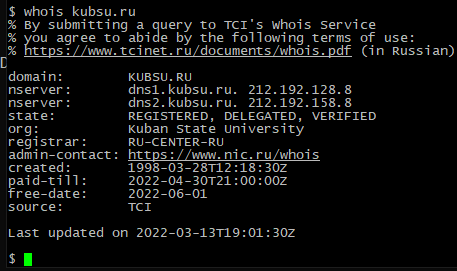 $ whois kubsu.ru
% By submitting a query to TCI's Whois Service
% you agree to abide by the following terms of use:
% https://www.tcinet.ru/documents/whois.pdf (in Russian)
domain: KUBSU.RU
nserver: dns1.kubsu.ru. 212.192.128.8
nserver: dns2.kubsu.ru. 212.192.158.8
state: REGISTERED, DELEGATED, VERIFIED
org: Kuban State University
registrar: RU-CENTER-RU
admin-contact: https://www.nic.ru/whois
created: 1998-03-28T12:18:30Z
paid-till: 2022-04-30T21:00:00Z
free-date: 2022-06-01
source: TCI
Last updated on 2022-03-13T19:01:30Z
$